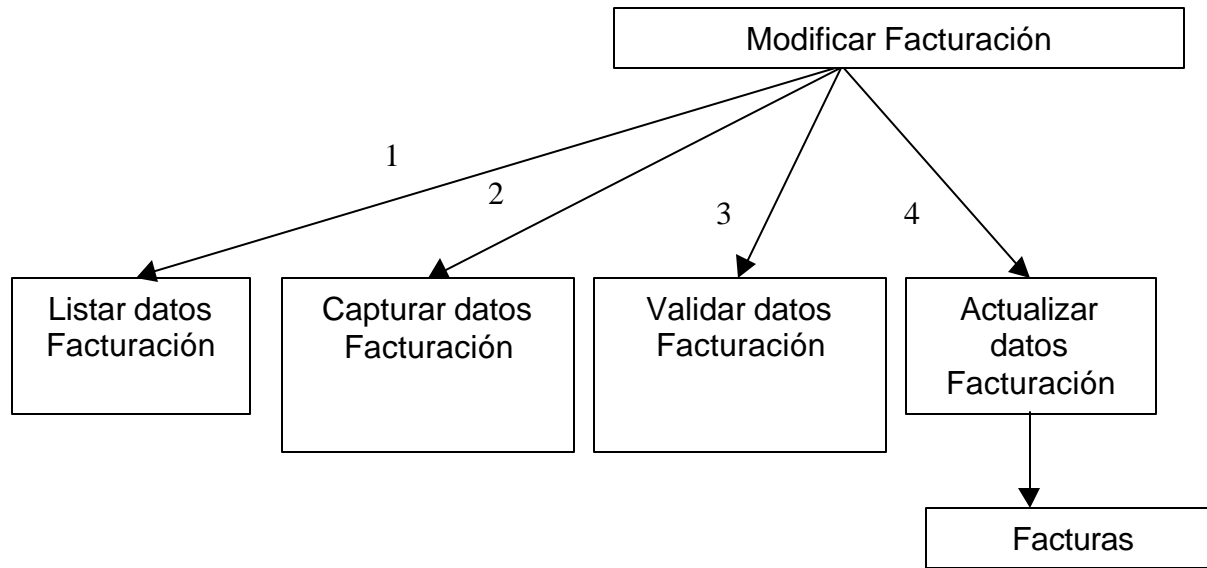 Modificar Facturación
1
2
3
4
Listar datos
Facturación
Capturar datos
Facturación
Validar datos
Facturación
Actualizar
datos
Facturación
Facturas